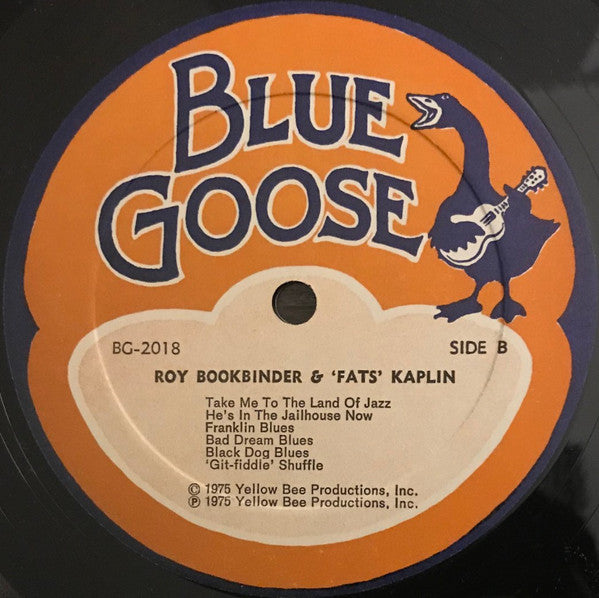 BLUE
GOOSE
BG-2018 SIDE B
ROY BOOKBINDER & ‘FATS’ KAPLIN
Take Me To The Land Of Jazz
He's In The Jailhouse Now
Franklin Blues
Bad Dream Blues
Black Dog Blues
‘Git-fiddle’ Shuffle
© 1975 Yellow Bee Productions, Inc.
℗ 1975 Yellow Bee Productions, Inc.